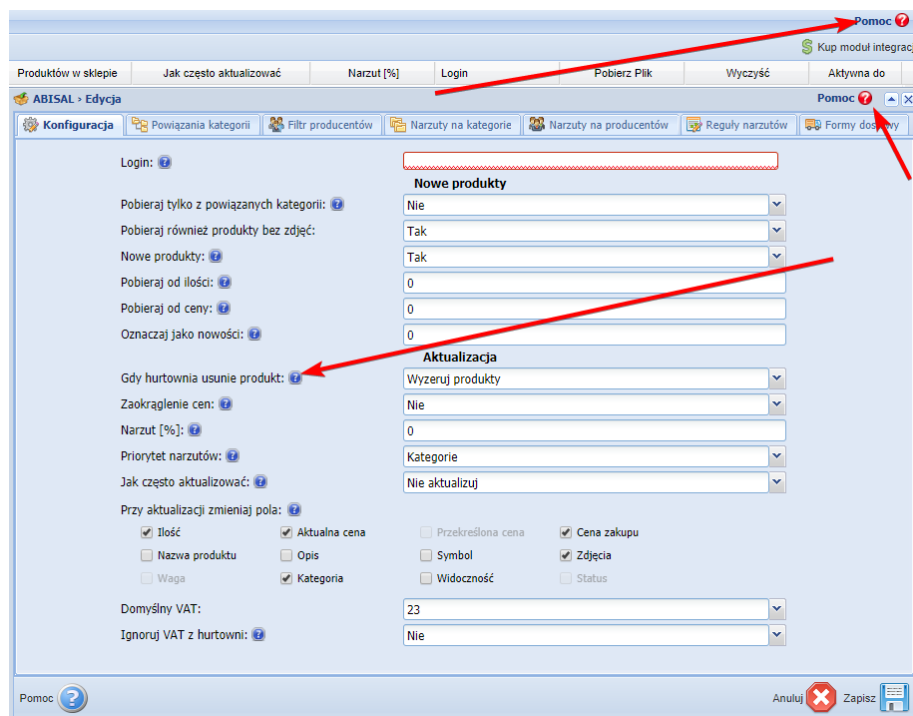 Pomoc
Kup moduł integracj
Produktów w sklepie Jak często aktualizować Narzut [%] Login Pobierz Plik Wyczyść Aktywna do
ABISAL > Edycja Pomoc
Konfiguracja Powiązania kategorii Filtr producentów Narzuty na kategorie Narzuty na producentów Reguły narzutów Formy dostawy
Login:
Nowe produkty
Pobieraj tylko z powiązanych kategorii: Nie
Pobieraj również produkty bez zdjęć: Tak
Nowe produkty: Tak
Pobieraj od ilości: 0
Pobieraj od ceny: 0
Oznaczaj jako nowości: 0
Aktualizacja
Gdy hurtownia usunie produkt: Wyzeruj produkty
Zaokrąglenie cen: Nie
Narzut [%]: 0
Priorytet narzutów: Kategorie
Jak często aktualizować: Nie aktualizuj
Przy aktualizacji zmieniaj pola:
Ilość Aktualna cena Przekreślona cena Cena zakupu
Nazwa produktu Opis Symbol Zdjęcia
Waga Kategoria Widoczność Status
Domyślny VAT: 23
Ignoruj VAT z hurtowni: Nie
Pomoc Anuluj Zapisz